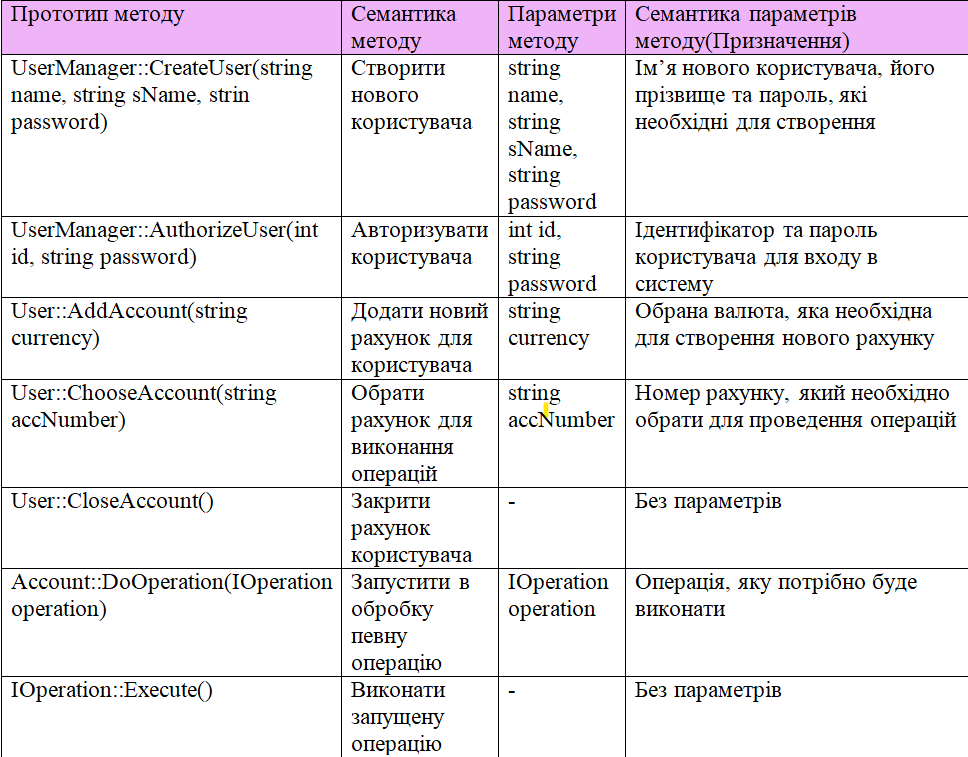 Прототип методу
Семантика
методу
Параметри
методу
Семантика параметрів
методу(Призначення)
UserManager::CreateUser(string
name, string sName, strin
password)
Створити
нового
користувача
string
name,
string
sName,
string
password
Ім’я нового користувача, його
прізвище та пароль, які
необхідні для створення
UserManager::AuthorizeUser(int
id, string password)
Авторизувати
користувача
int id,
string
password
Ідентифікатор та пароль
користувача для входу в
систему
User::AddAccount(string
currency)
Додати новий
рахунок для
користувача
string
currency
Обрана валюта, яка необхідна
для створення нового рахунку
User::ChooseAccount(string
accNumber)
Обрати
рахунок для
виконання
операцій
string
accNumber
Номер рахунку, який необхідно
обрати для проведення операцій
User::CloseAccount()
Закрити
рахунок
користувача
-
Без параметрів
Account::DoOperation(IOperation
operation)
Запустити в
обробку
певну
операцію
IOperation
operation
Операція, яку потрібно буде
виконати
IOperation::Execute()
Виконати
запущену
операцію
-
Без параметрів